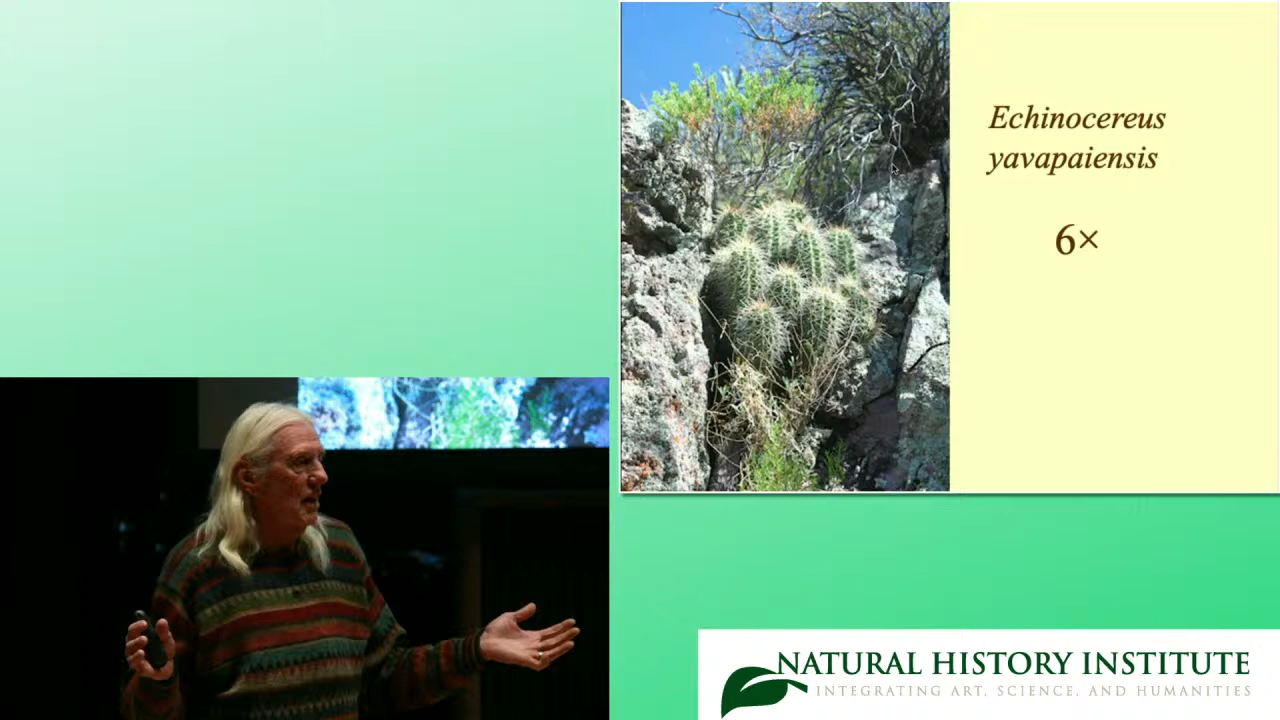 Echinocereus
yavapaiensis
6×
NATURAL HISTORY INSTITUTE
INTEGRATING ART, SCIENCE, AND HUMANITIES